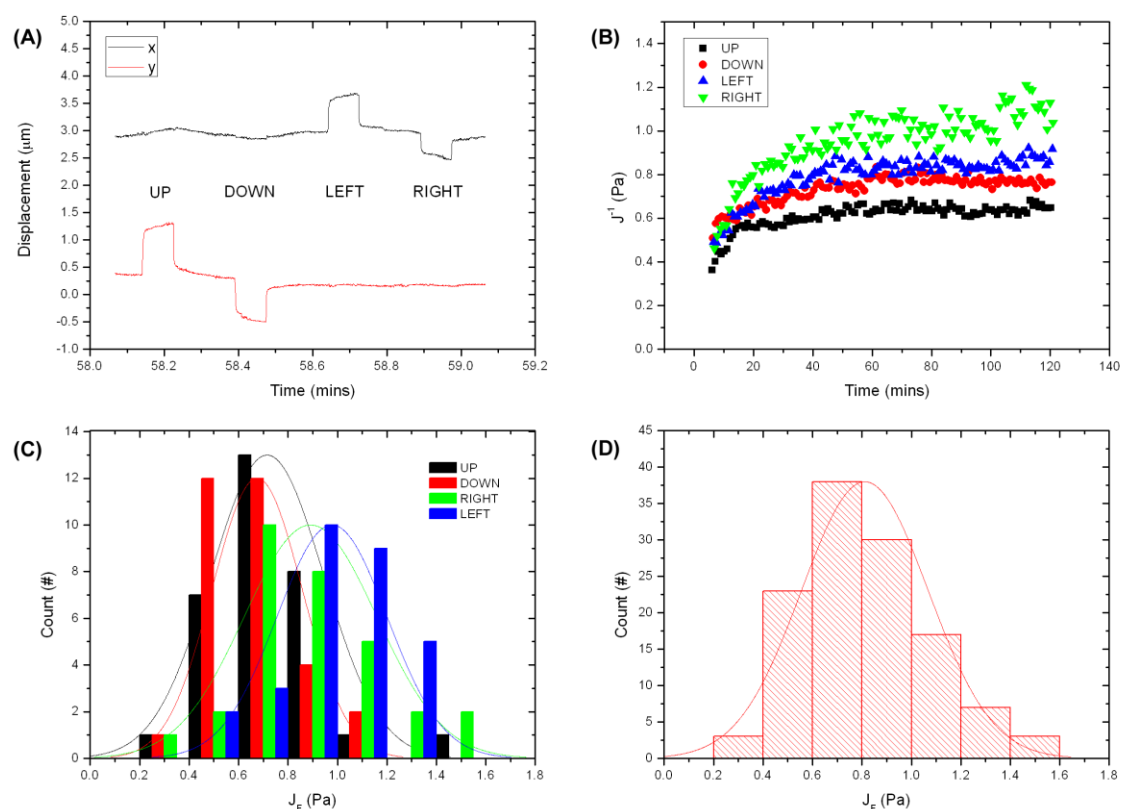 (A)
5.0
4.5
4.0
3.5
3.0
2.5
2.0
1.5
1.0
0.5
0.0
-0.5
-1.0
Displacement (μm)
x
y
UP DOWN LEFT RIGHT
58.0 58.2 58.4 58.6 58.8 59.0 59.2
Time (mins)
(B)
1.4
1.2
1.0
0.8
0.6
0.4
0.2
0.0
J⁻¹ (Pa)
UP
DOWN
LEFT
RIGHT
0 20 40 60 80 100 120 140
Time (mins)
(C)
14
12
10
8
6
4
2
0
Count (#)
UP
DOWN
RIGHT
LEFT
0.0 0.2 0.4 0.6 0.8 1.0 1.2 1.4 1.6 1.8
J_F (Pa)
(D)
45
40
35
30
25
20
15
10
5
0
Count (#)
0.0 0.2 0.4 0.6 0.8 1.0 1.2 1.4 1.6 1.8
J_F (Pa)